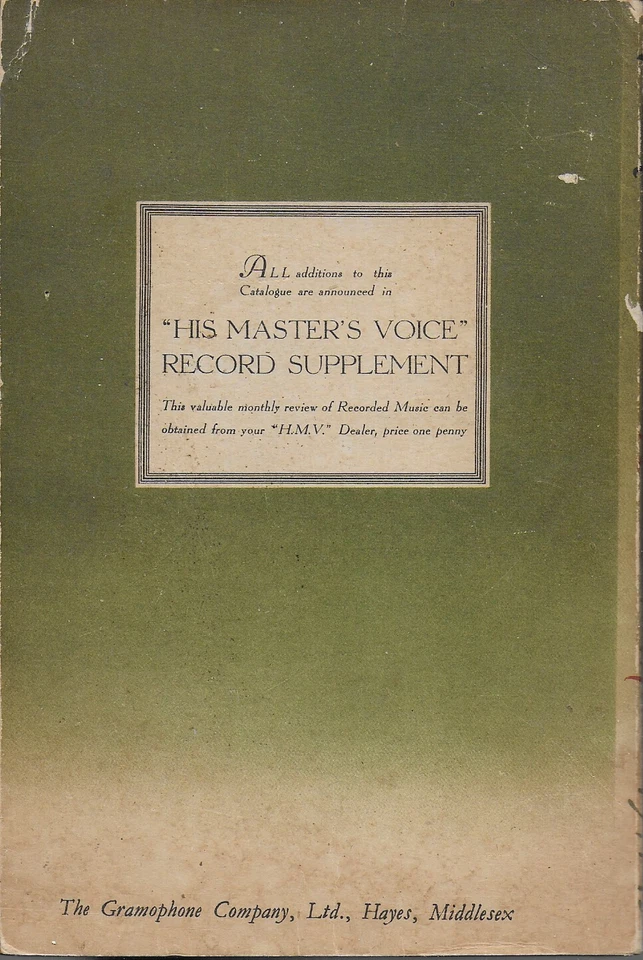 ALL additions to this
Catalogue are announced in
"HIS MASTER'S VOICE"
RECORD SUPPLEMENT
This valuable monthly review of Recorded Music can be
obtained from your "H.M.V." Dealer, price one penny
The Gramophone Company, Ltd., Hayes, Middlesex